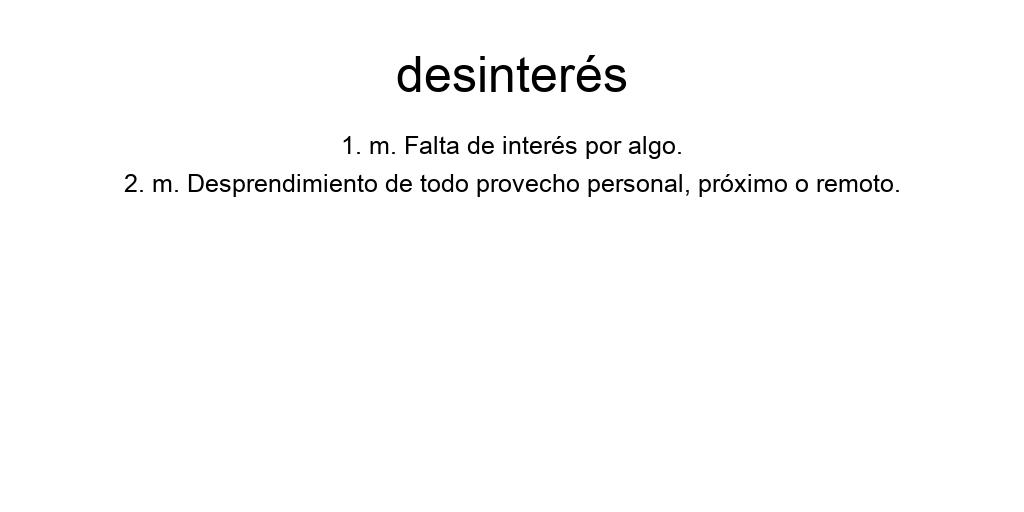 desinterés
1. m. Falta de interés por algo.
2. m. Desprendimiento de todo provecho personal, próximo o remoto.